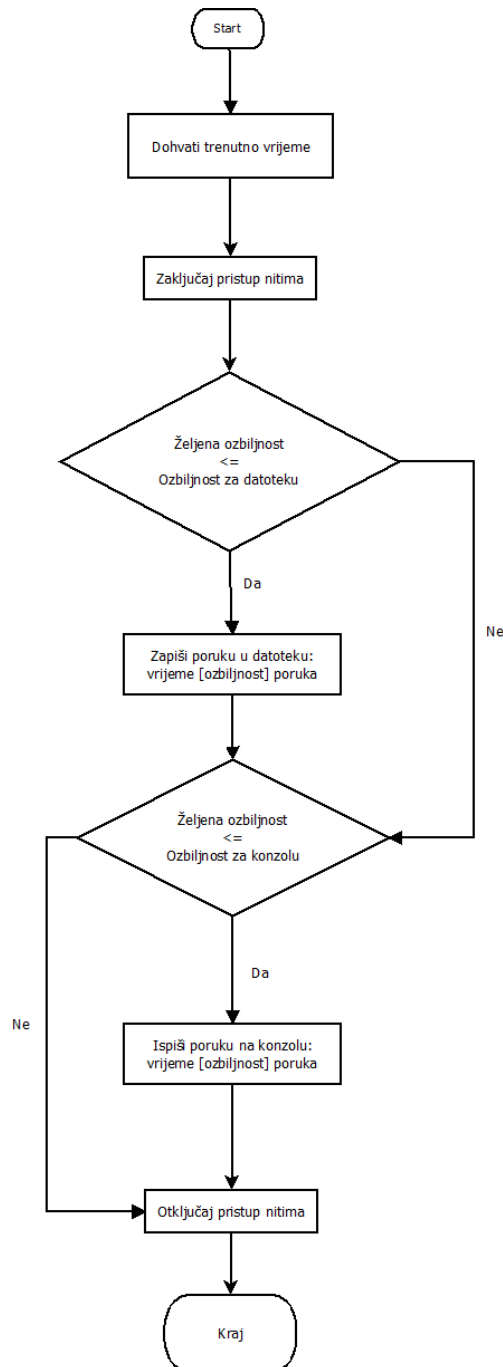 Start
Dohvati trenutno vrijeme
Zaključaj pristup nitima
Željena ozbiljnost
<=
Ozbiljnost za datoteku
Da
Ne
Zapiši poruku u datoteku:
vrijeme [ozbiljnost] poruka
Željena ozbiljnost
<=
Ozbiljnost za konzolu
Da
Ne
Ispiši poruku na konzolu:
vrijeme [ozbiljnost] poruka
Otključaj pristup nitima
Kraj